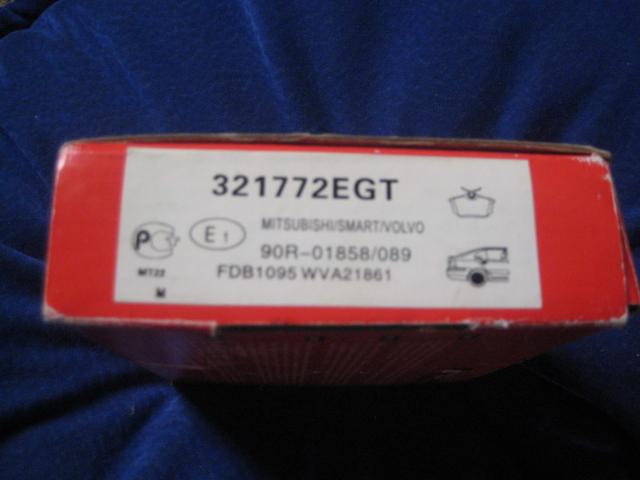 321772EGT
MITSUBISHI/SMART/VOLVO
E1
90R-01858/089
FDB1095 WVA21861
MT22
M